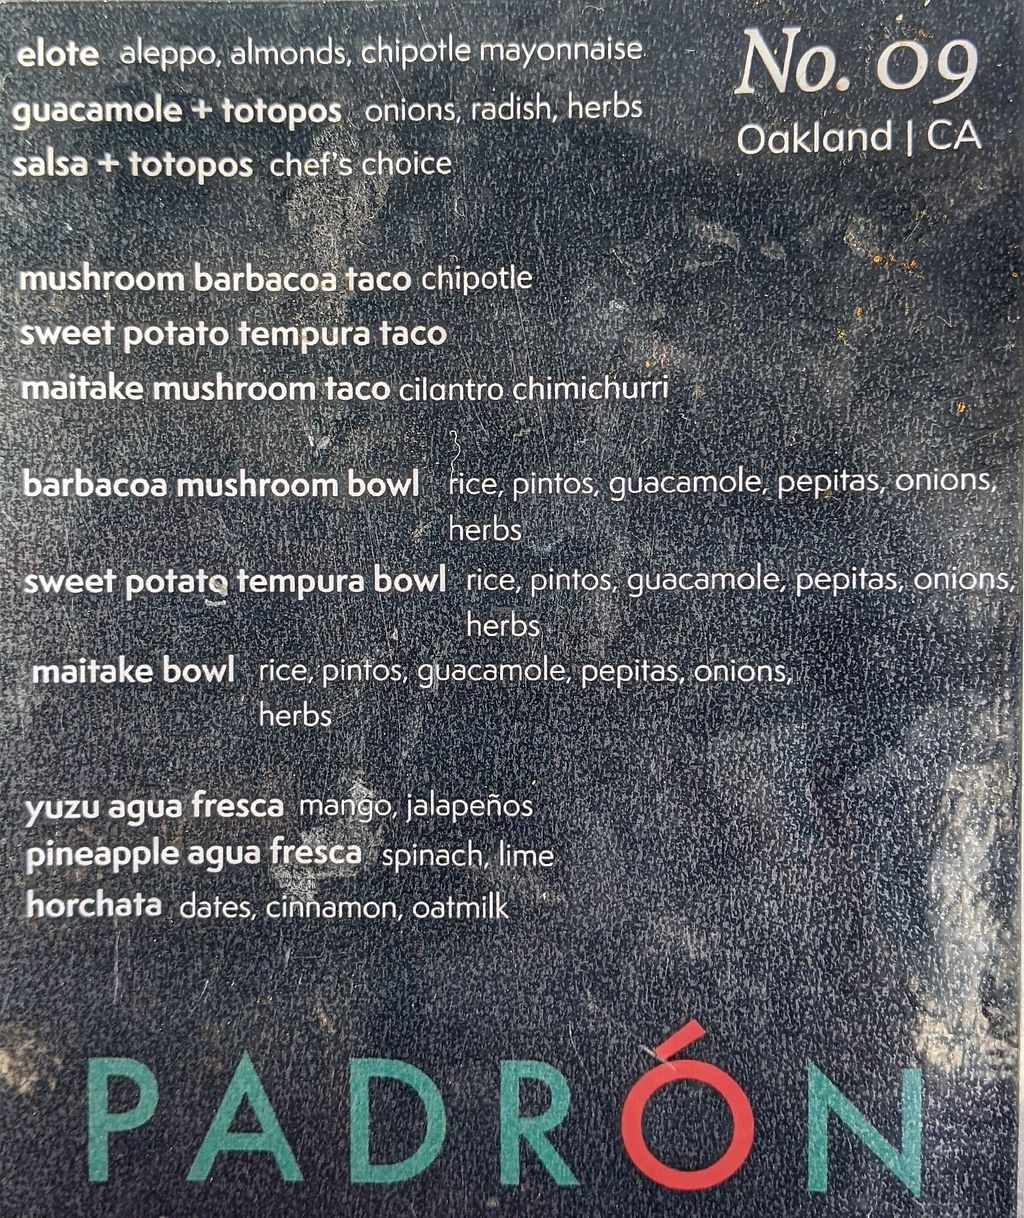 No. 09
Oakland | CA
elote aleppo, almonds, chipotle mayonnaise
guacamole + totopos onions, radish, herbs
salsa + totopos chef's choice
mushroom barbacoa taco chipotle
sweet potato tempura taco
maitake mushroom taco cilantro chimichurri
barbacoa mushroom bowl rice, pintos, guacamole, pepitas, onions,
herbs
sweet potato tempura bowl rice, pintos, guacamole, pepitas, onions,
herbs
maitake bowl rice, pintos, guacamole, pepitas, onions,
herbs
yuzu agua fresca mango, jalapeños
pineapple agua fresca spinach, lime
horchata dates, cinnamon, oatmilk
PADRÓN